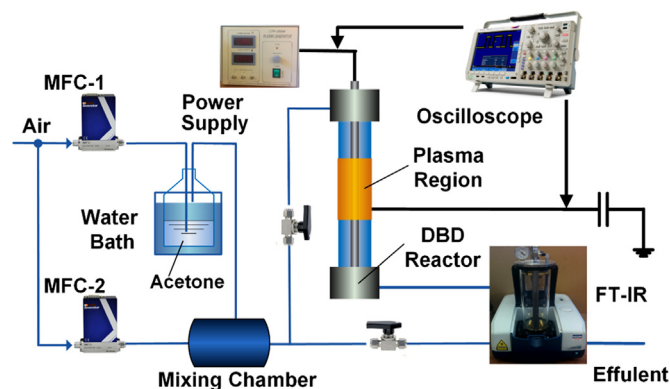 MFC-1
Air
Power
Supply
Oscilloscope
Plasma
Region
Water
Bath
Acetone
DBD
Reactor
MFC-2
FT-IR
Mixing Chamber
Effulent